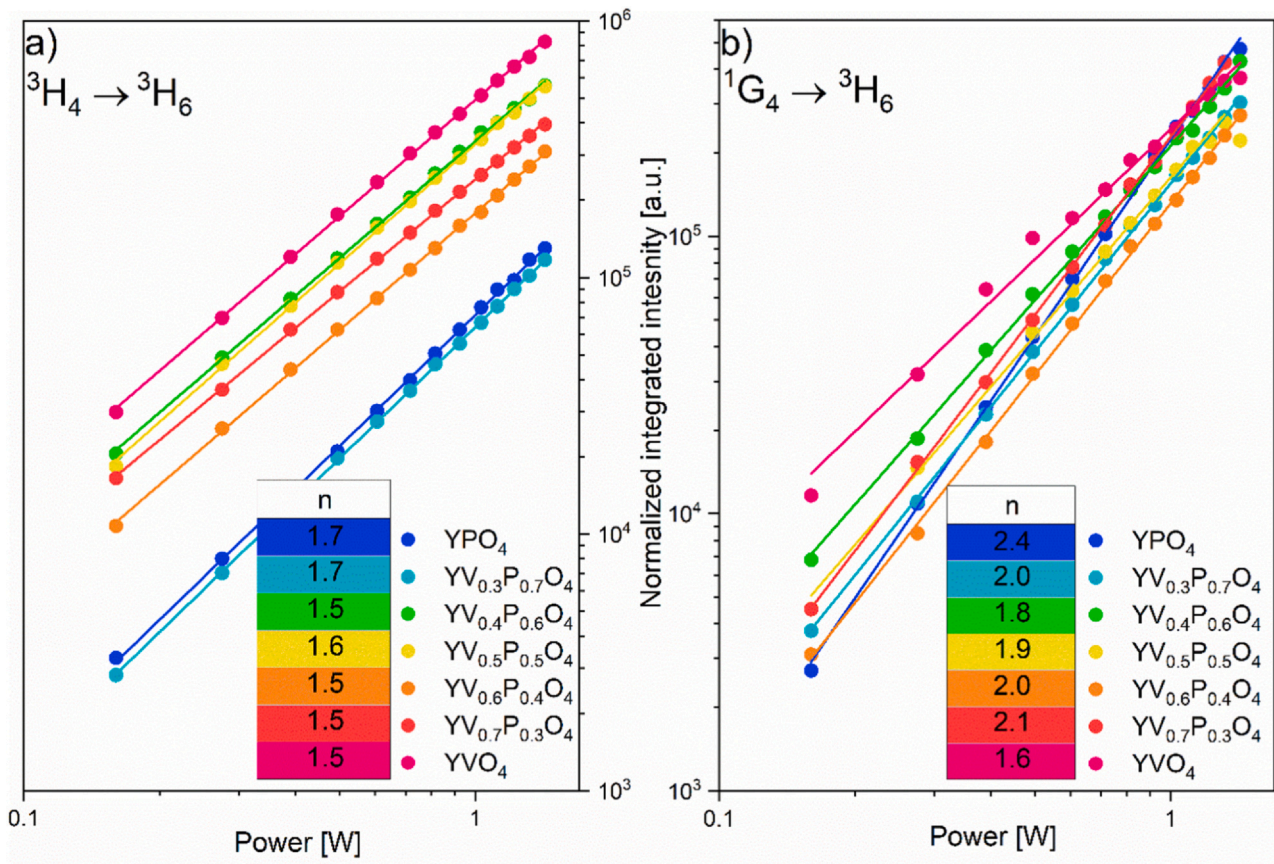 a)
³H₄ → ³H₆
10⁶
10⁵
10⁴
10³
n
1.7
1.7
1.5
1.6
1.5
1.5
1.5
YPO₄
YV₀.₃P₀.₇O₄
YV₀.₄P₀.₆O₄
YV₀.₅P₀.₅O₄
YV₀.₆P₀.₄O₄
YV₀.₇P₀.₃O₄
YVO₄
0.1
1
Power [W]
Normalized integrated intesnity [a.u.]
b)
¹G₄ → ³H₆
10⁵
10⁴
10³
n
2.4
2.0
1.8
1.9
2.0
2.1
1.6
YPO₄
YV₀.₃P₀.₇O₄
YV₀.₄P₀.₆O₄
YV₀.₅P₀.₅O₄
YV₀.₆P₀.₄O₄
YV₀.₇P₀.₃O₄
YVO₄
0.1
1
Power [W]